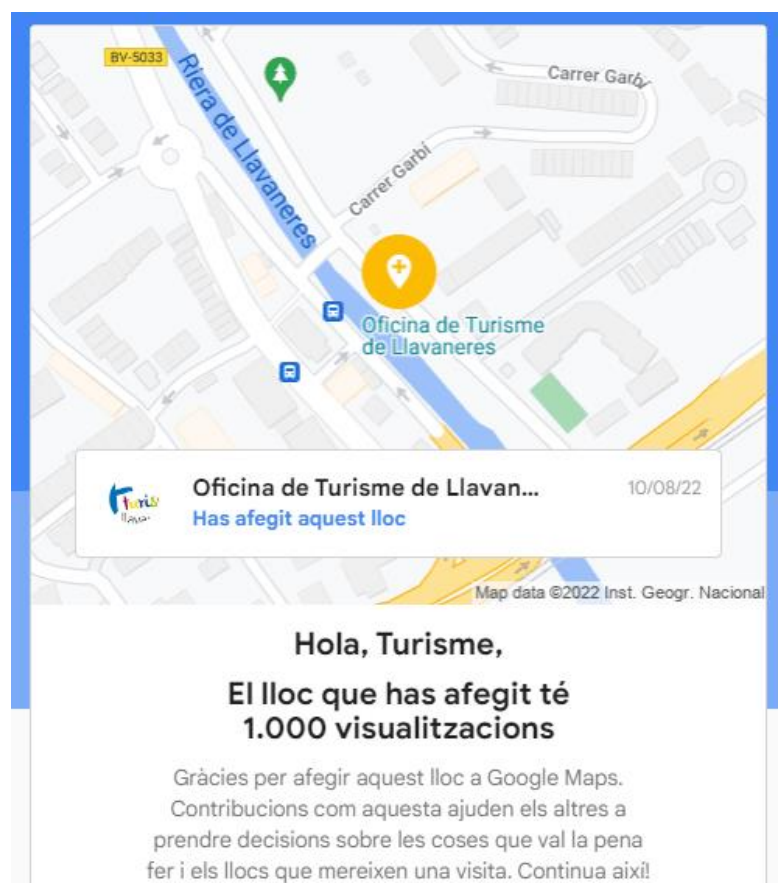 BV-5033
Riera de Llavaneres
Carrer Garbí
Carrer Garbí
Oficina de Turisme
de Llavaneres
turis
llava
Oficina de Turisme de Llavan...
10/08/22
Has afegit aquest lloc
Map data ©2022 Inst. Geogr. Nacional
Hola, Turisme,
El lloc que has afegit té
1.000 visualitzacions
Gràcies per afegir aquest lloc a Google Maps.
Contribucions com aquesta ajuden els altres a
prendre decisions sobre les coses que val la pena
fer i els llocs que mereixen una visita. Continua així!